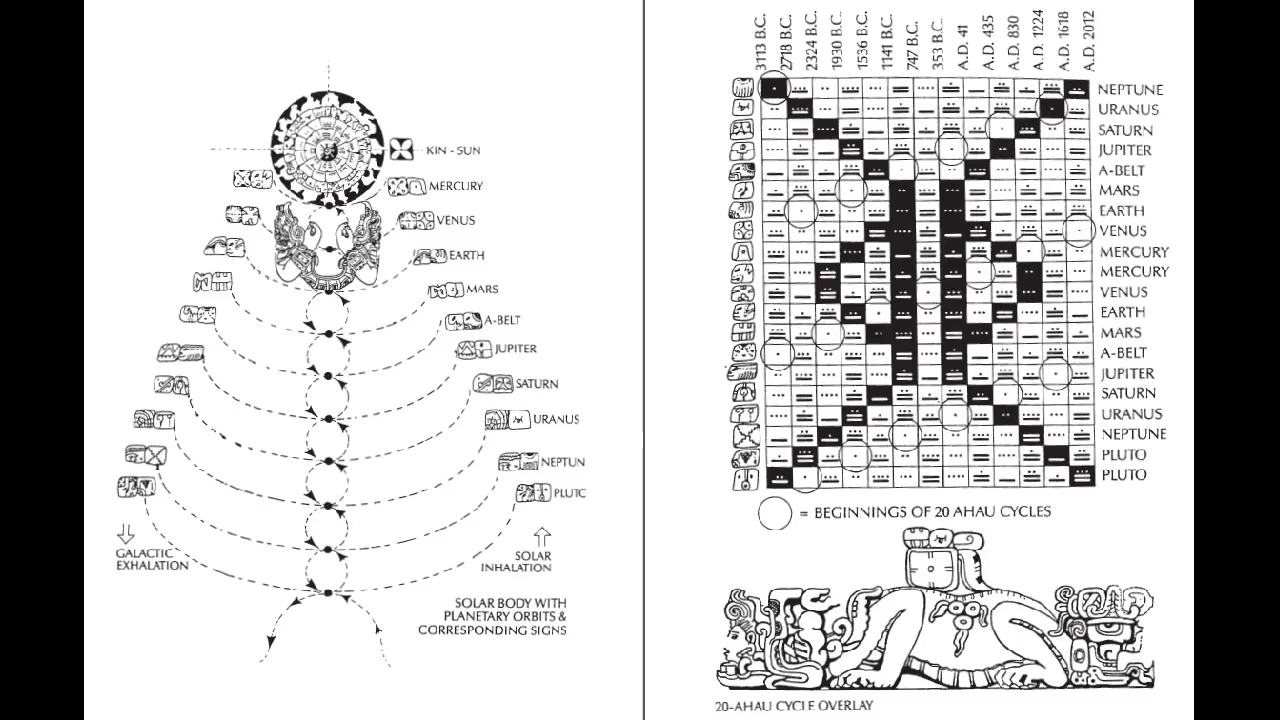 KIN - SUN
MERCURY
VENUS
EARTH
MARS
A-BELT
JUPITER
SATURN
URANUS
NEPTUN
PLUTC
GALACTIC
EXHALATION
SOLAR
INHALATION
SOLAR BODY WITH
PLANETARY ORBITS &
CORRESPONDING SIGNS
3113 B.C.
2718 B.C.
2324 B.C.
1930 B.C.
1536 B.C.
1141 B.C.
747 B.C.
353 B.C.
A.D. 41
A.D. 435
A.D. 830
A.D. 1224
A.D. 1618
A.D. 2012
NEPTUNE
URANUS
SATURN
JUPITER
A-BELT
MARS
EARTH
VENUS
MERCURY
MERCURY
VENUS
EARTH
MARS
A-BELT
JUPITER
SATURN
URANUS
NEPTUNE
PLUTO
PLUTO
= BEGINNINGS OF 20 AHAU CYCLES
20-AHAU CYCLE OVERLAY